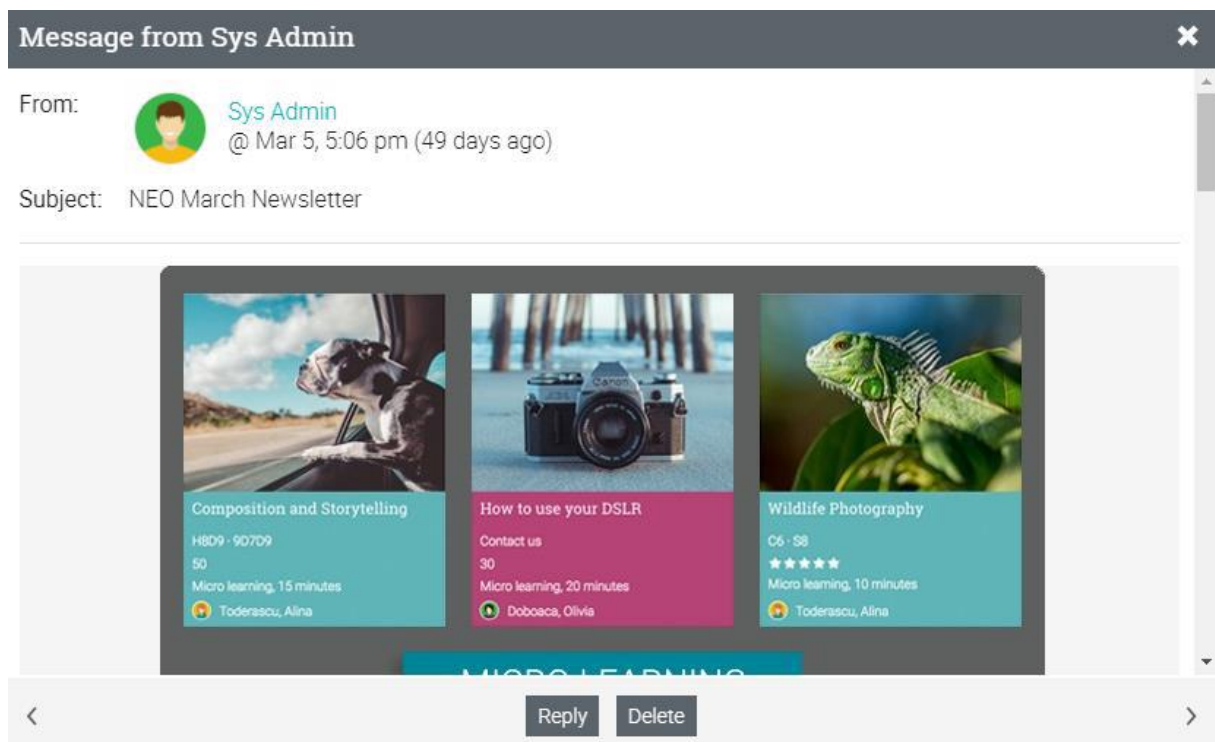 Message from Sys Admin
From:
Sys Admin
@ Mar 5, 5:06 pm (49 days ago)
Subject: NEO March Newsletter
Canon
Composition and Storytelling
H8D9 · 9D7D9
50
Micro learning, 15 minutes
Toderascu, Alina
How to use your DSLR
Contact us
30
Micro learning, 20 minutes
Doboaca, Olivia
Wildlife Photography
C6 · S8
Micro learning, 10 minutes
Toderascu, Alina
MICRO LEARNING
Reply Delete